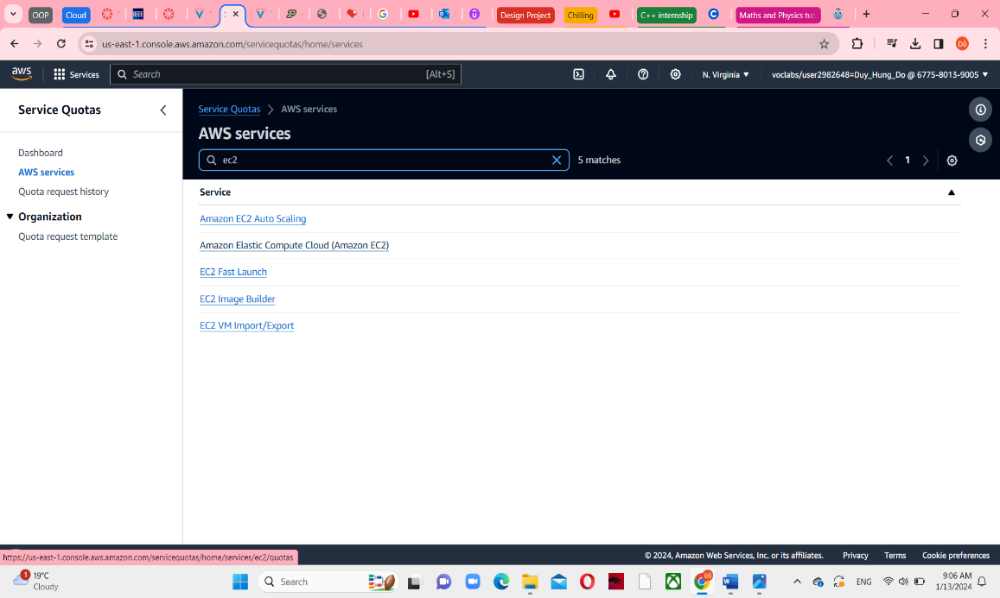 OOP
Cloud
IEEE
Design Project
Chilling
C++ internship
Maths and Physics tut
us-east-1.console.aws.amazon.com/servicequotas/home/services
Dô
aws
Services
Search
[Alt+S]
N. Virginia
voclabs/user2982648=Duy_Hung_Do @ 6775-8013-9005
Service Quotas
Dashboard
AWS services
Quota request history
Organization
Quota request template
Service Quotas
AWS services
AWS services
ec2
5 matches
1
Service
Amazon EC2 Auto Scaling
Amazon Elastic Compute Cloud (Amazon EC2)
EC2 Fast Launch
EC2 Image Builder
EC2 VM Import/Export
https://us-east-1.console.aws.amazon.com/servicequotas/home/services/ec2/quotas
© 2024, Amazon Web Services, Inc. or its affiliates.
Privacy
Terms
Cookie preferences
1
19°C
Cloudy
Search
ENG
9:06 AM
1/13/2024